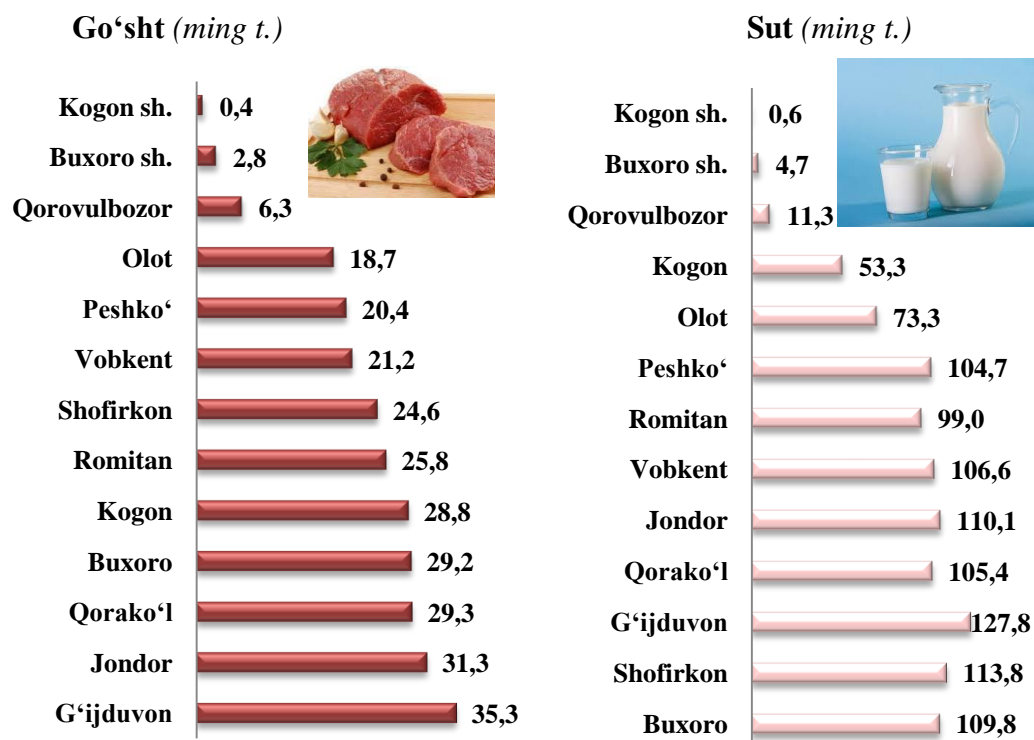 Go‘sht (ming t.)
Kogon sh. 0,4
Buxoro sh. 2,8
Qorovulbozor 6,3
Olot 18,7
Peshko‘ 20,4
Vobkent 21,2
Shofirkon 24,6
Romitan 25,8
Kogon 28,8
Buxoro 29,2
Qorako‘l 29,3
Jondor 31,3
G‘ijduvon 35,3
Sut (ming t.)
Kogon sh. 0,6
Buxoro sh. 4,7
Qorovulbozor 11,3
Kogon 53,3
Olot 73,3
Peshko‘ 104,7
Romitan 99,0
Vobkent 106,6
Jondor 110,1
Qorako‘l 105,4
G‘ijduvon 127,8
Shofirkon 113,8
Buxoro 109,8